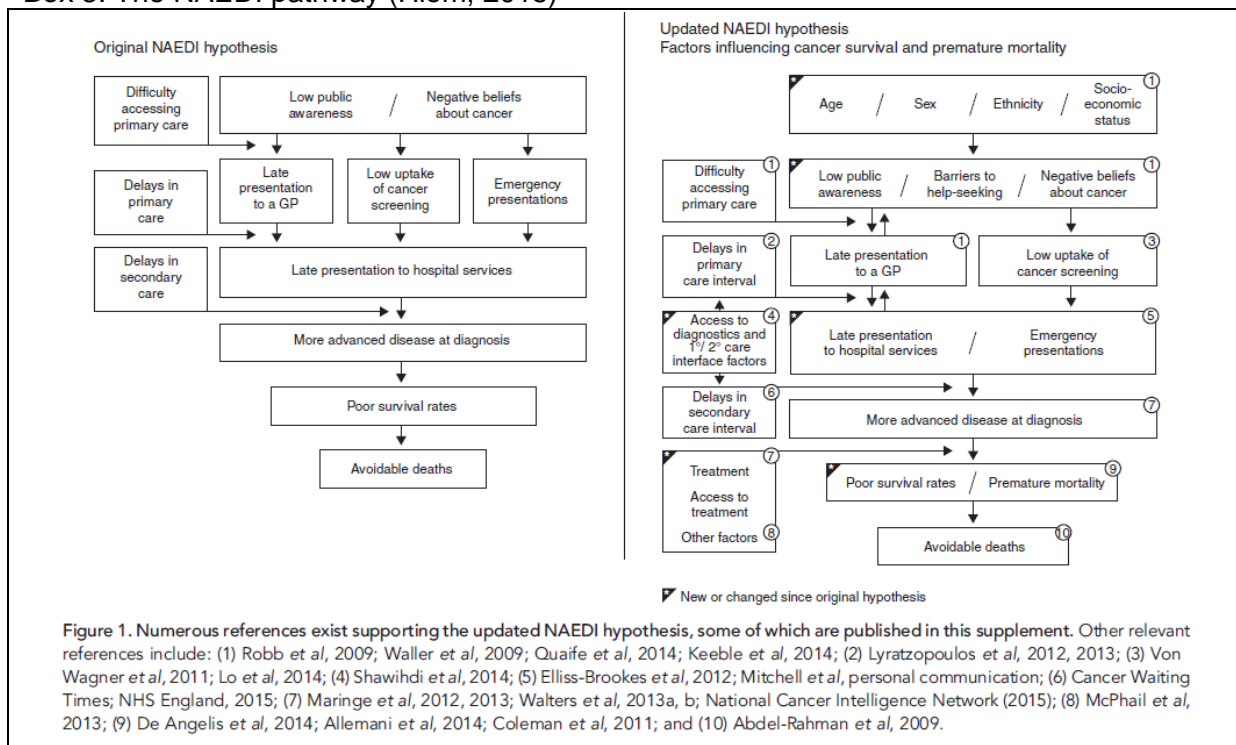 Box The NAEDI pathway (Hiom, 2015)
Original NAEDI hypothesis
Difficulty
accessing
primary care
Low public
awareness
/
Negative beliefs
about cancer
Delays in
primary
care
Late
presentation
to a GP
Low uptake
of cancer
screening
Emergency
presentations
Delays in
secondary
care
Late presentation to hospital services
More advanced disease at diagnosis
Poor survival rates
Avoidable deaths
Updated NAEDI hypothesis
Factors influencing cancer survival and premature mortality
* Age / Sex / Ethnicity /
Socio-
economic
status
1
Difficulty
accessing
primary care
1
* Low public
awareness
/
Barriers to
help-seeking
/
Negative beliefs
about cancer
1
Delays in
primary
care interval
2
Late presentation
to a GP
1
Low uptake of
cancer screening
3
* Access to
diagnostics and
1°/ 2° care
interface factors
4
* Late presentation
to hospital services
/
Emergency
presentations
5
Delays in
secondary
care interval
6
More advanced disease at diagnosis
7
* Treatment
7
Access to
treatment
Other factors
8
* Poor survival rates / Premature mortality
9
Avoidable deaths
10
* New or changed since original hypothesis
Figure 1. Numerous references exist supporting the updated NAEDI hypothesis, some of which are published in this supplement. Other relevant
references include: (1) Robb et al, 2009; Waller et al, 2009; Quaife et al, 2014; Keeble et al, 2014; (2) Lyratzopoulos et al, 2012, 2013; (3) Von
Wagner et al, 2011; Lo et al, 2014; (4) Shawihdi et al, 2014; (5) Elliss-Brookes et al, 2012; Mitchell et al, personal communication; (6) Cancer Waiting
Times; NHS England, 2015; (7) Maringe et al, 2012, 2013; Walters et al, 2013a, b; National Cancer Intelligence Network (2015); (8) McPhail et al,
2013; (9) De Angelis et al, 2014; Allemani et al, 2014; Coleman et al, 2011; and (10) Abdel-Rahman et al, 2009.